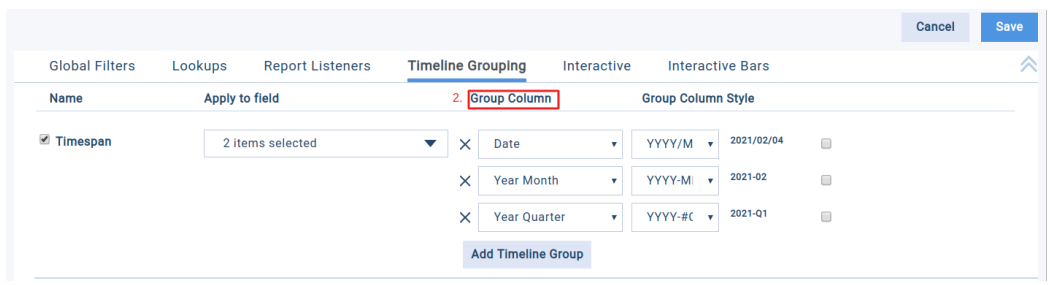 Cancel Save
Global Filters Lookups Report Listeners Timeline Grouping Interactive Interactive Bars
Name Apply to field 2. Group Column Group Column Style
Timespan 2 items selected Date YYYY/M 2021/02/04
Year Month YYYY-M 2021-02
Year Quarter YYYY-#( 2021-Q1
Add Timeline Group